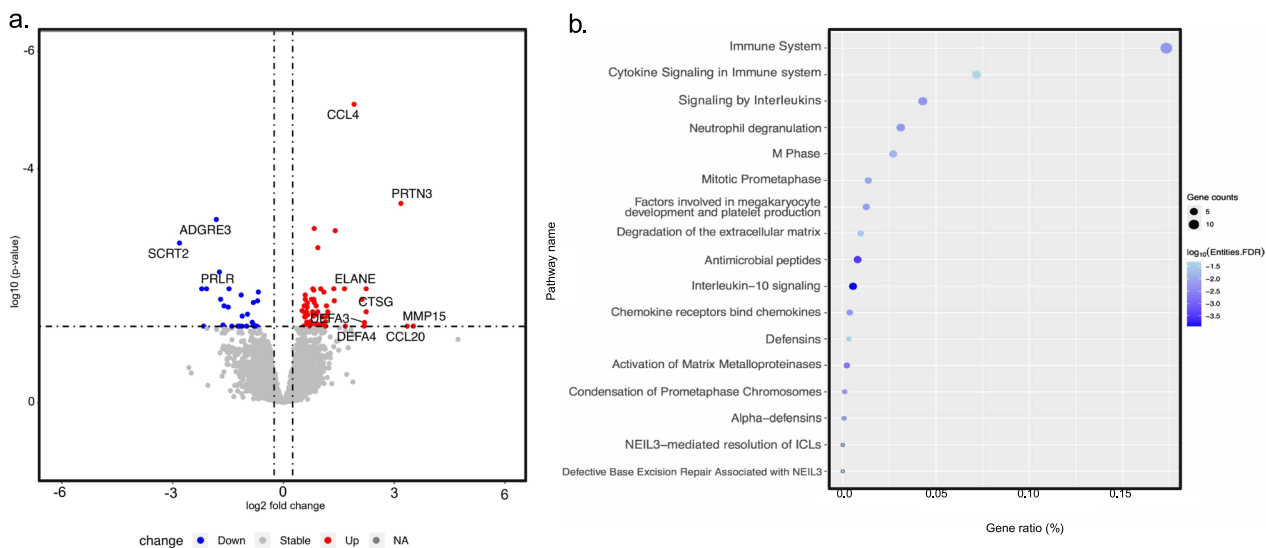 a.
-6
-4
0
log10 (p-value)
CCL4
PRTN3
ADGRE3
SCRT2
PRLR
ELANE
CTSG
DEFA3
MMP15
DEFA4
CCL20
-6
-3
0
3
6
log2 fold change
change
Down
Stable
Up
NA
b.
Pathway name
Immune System
Cytokine Signaling in Immune system
Signaling by Interleukins
Neutrophil degranulation
M Phase
Mitotic Prometaphase
Factors involved in megakaryocyte
development and platelet production
Degradation of the extracellular matrix
Antimicrobial peptides
Interleukin-10 signaling
Chemokine receptors bind chemokines
Defensins
Activation of Matrix Metalloproteinases
Condensation of Prometaphase Chromosomes
Alpha-defensins
NEIL3-mediated resolution of ICLs
Defective Base Excision Repair Associated with NEIL3
0.0
0.05
0.10
0.15
Gene ratio (%)
Gene counts
5
10
log10(Entities.FDR)
-1.5
-2.0
-2.5
-3.0
-3.5